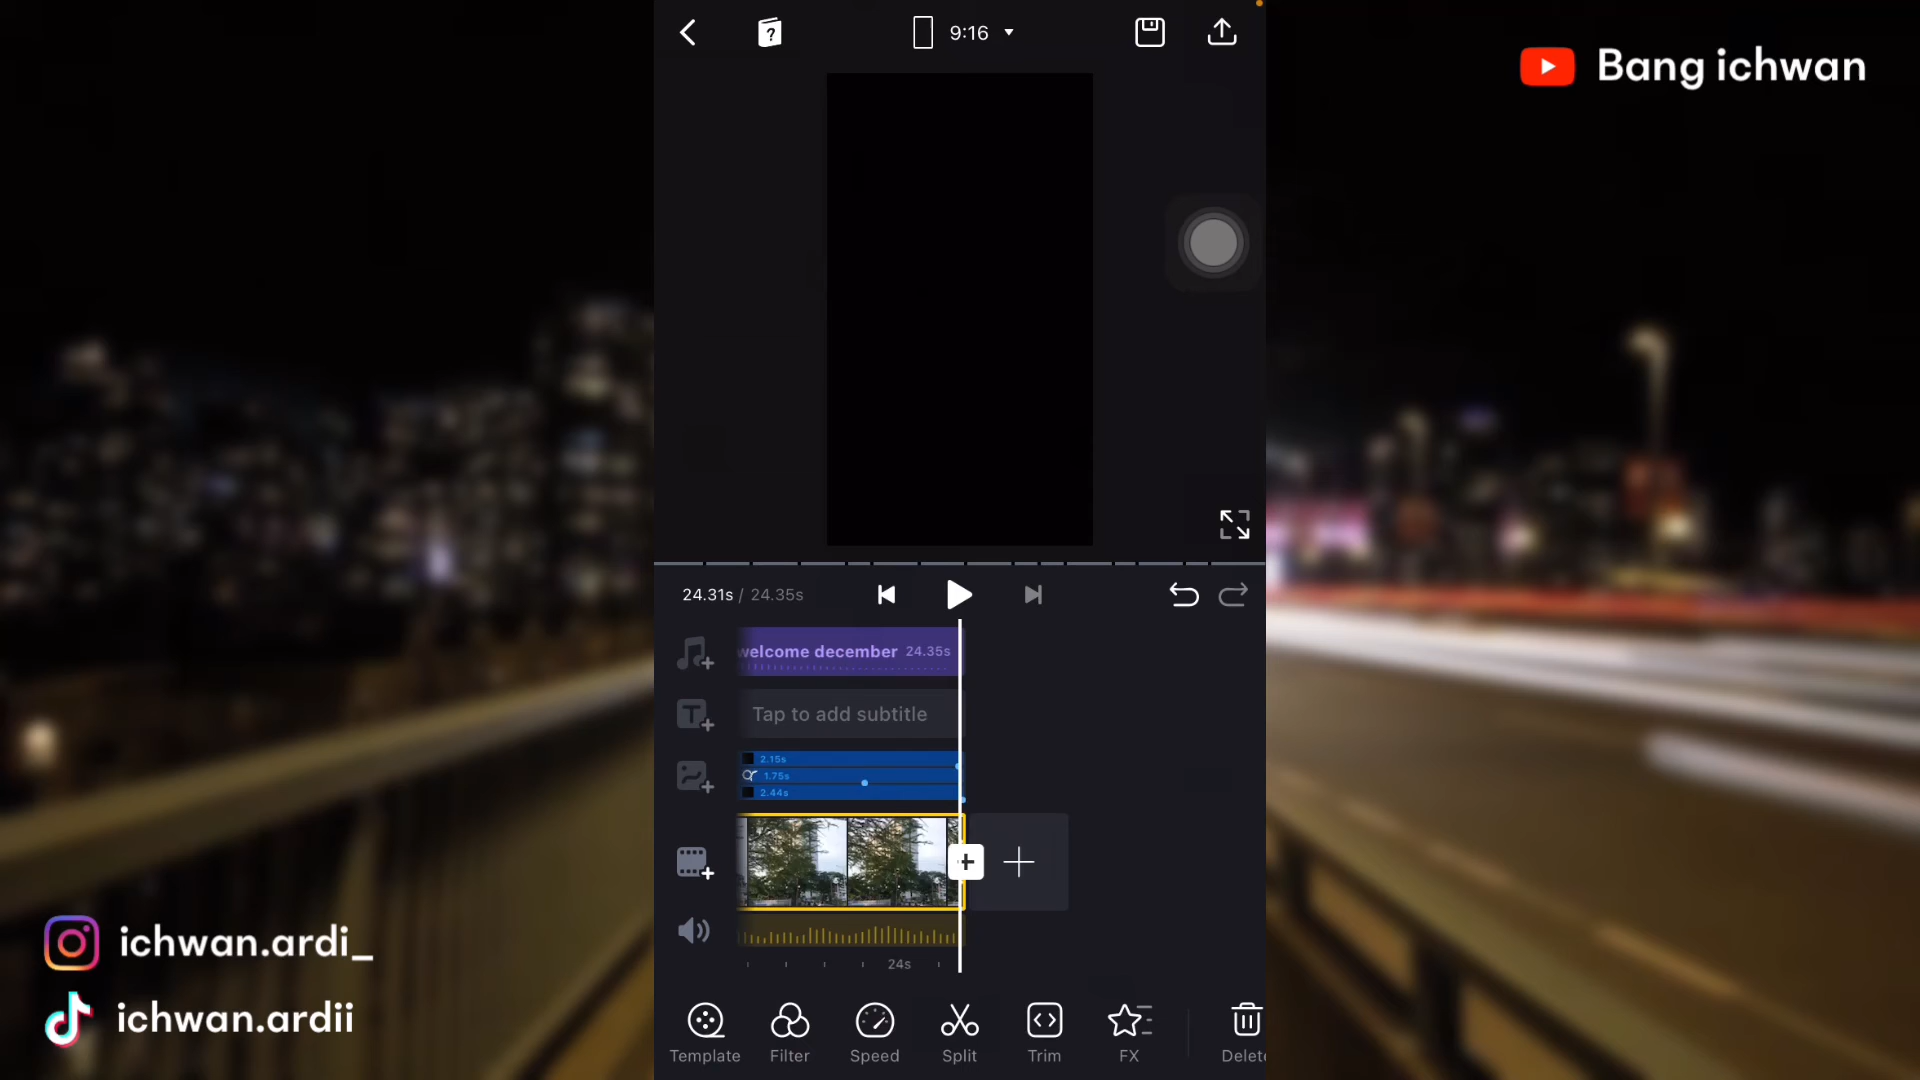 9:16
Bang ichwan
24.31s / 24.35s
welcome december 24.35s
Tap to add subtitle
2.15s
1.75s
2.44s
24s
Template
Filter
Speed
Split
Trim
FX
Delete
ichwan.ardi_
ichwan.ardii